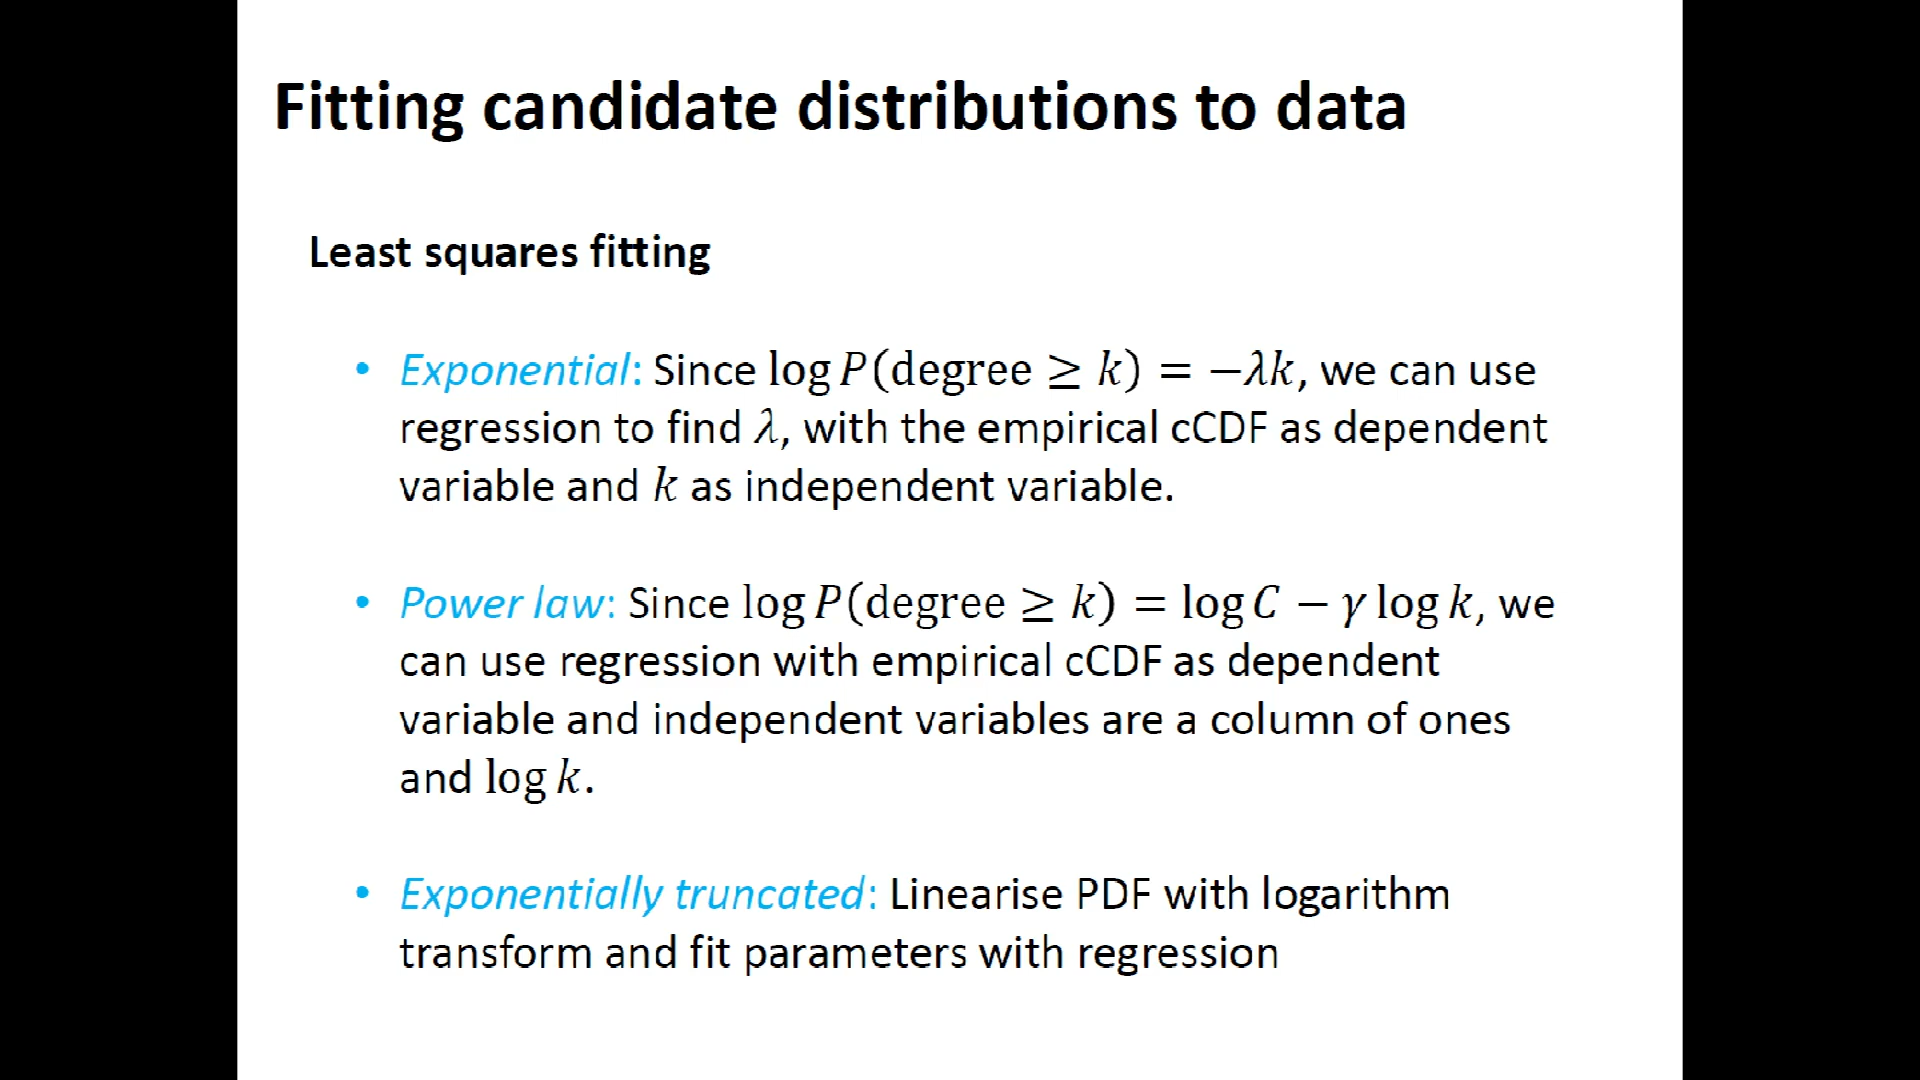 Fitting candidate distributions to data
Least squares fitting
• Exponential: Since log P(degree ≥ k) = −λk, we can use
regression to find λ, with the empirical cCDF as dependent
variable and k as independent variable.
• Power law: Since log P(degree ≥ k) = log C − γ log k, we
can use regression with empirical cCDF as dependent
variable and independent variables are a column of ones
and log k.
• Exponentially truncated: Linearise PDF with logarithm
transform and fit parameters with regression